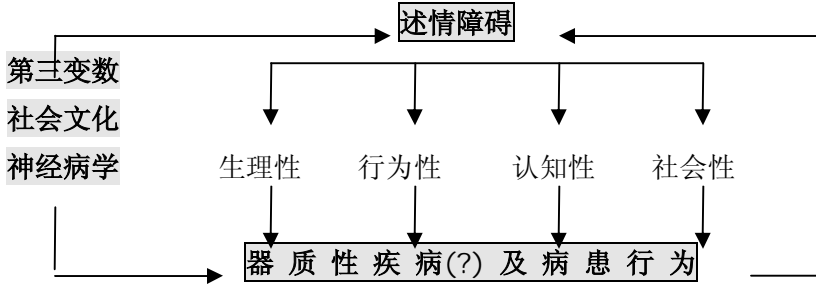 述情障碍
第三变数
社会文化
神经病学
生理性 行为性 认知性 社会性
器质性疾病(?)及病患行为